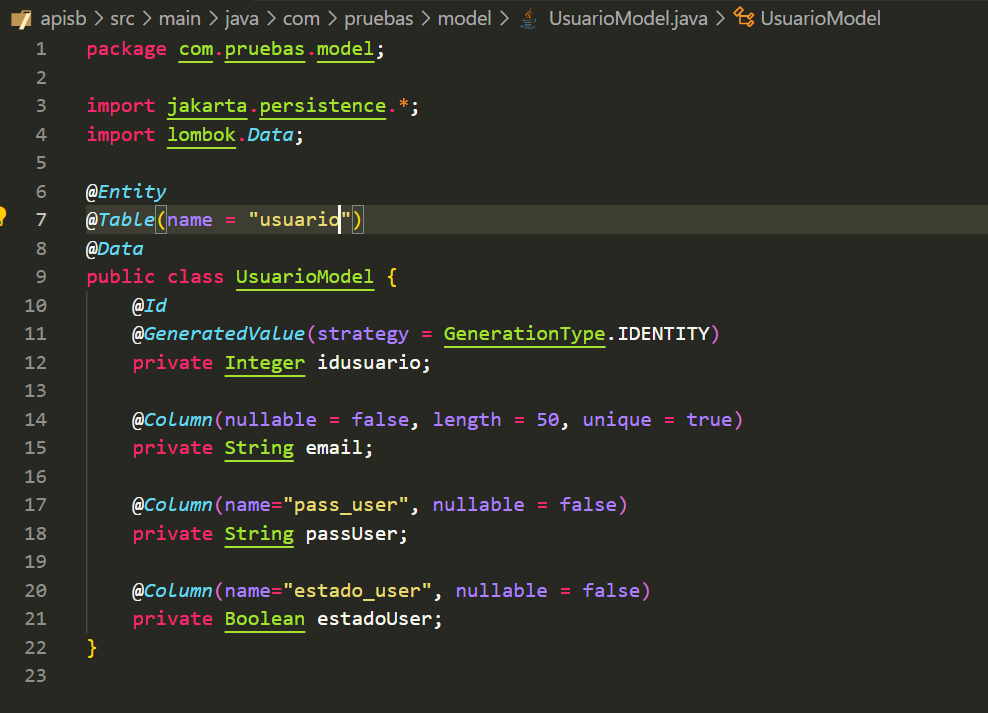 apisb > src > main > java > com > pruebas > model > UsuarioModel.java > UsuarioModel
1 package com.pruebas.model;
2
3 import jakarta.persistence.*;
4 import lombok.Data;
5
6 @Entity
7 @Table(name = "usuario")
8 @Data
9 public class UsuarioModel {
10     @Id
11     @GeneratedValue(strategy = GenerationType.IDENTITY)
12     private Integer idusuario;
13
14     @Column(nullable = false, length = 50, unique = true)
15     private String email;
16
17     @Column(name="pass_user", nullable = false)
18     private String passUser;
19
20     @Column(name="estado_user", nullable = false)
21     private Boolean estadoUser;
22 }
23